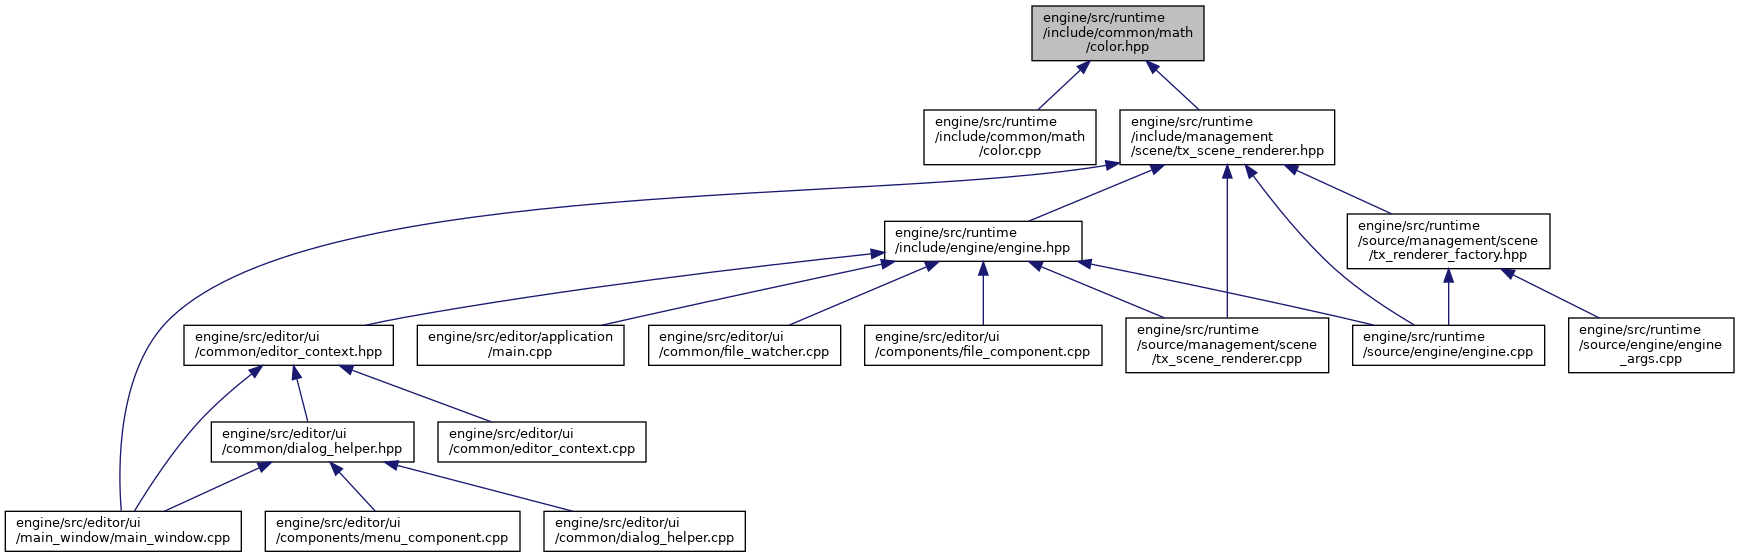 engine/src/runtime
/include/common/math
/color.hpp
engine/src/runtime
/include/common/math
/color.cpp
engine/src/runtime
/include/management
/scene/tx_scene_renderer.hpp
engine/src/runtime
/include/engine/engine.hpp
engine/src/runtime
/source/management/scene
/tx_renderer_factory.hpp
engine/src/editor/ui
/common/editor_context.hpp
engine/src/editor/application
/main.cpp
engine/src/editor/ui
/common/file_watcher.cpp
engine/src/editor/ui
/components/file_component.cpp
engine/src/runtime
/source/management/scene
/tx_scene_renderer.cpp
engine/src/runtime
/source/engine/engine.cpp
engine/src/runtime
/source/engine/engine
_args.cpp
engine/src/editor/ui
/common/dialog_helper.hpp
engine/src/editor/ui
/common/editor_context.cpp
engine/src/editor/ui
/main_window/main_window.cpp
engine/src/editor/ui
/components/menu_component.cpp
engine/src/editor/ui
/common/dialog_helper.cpp